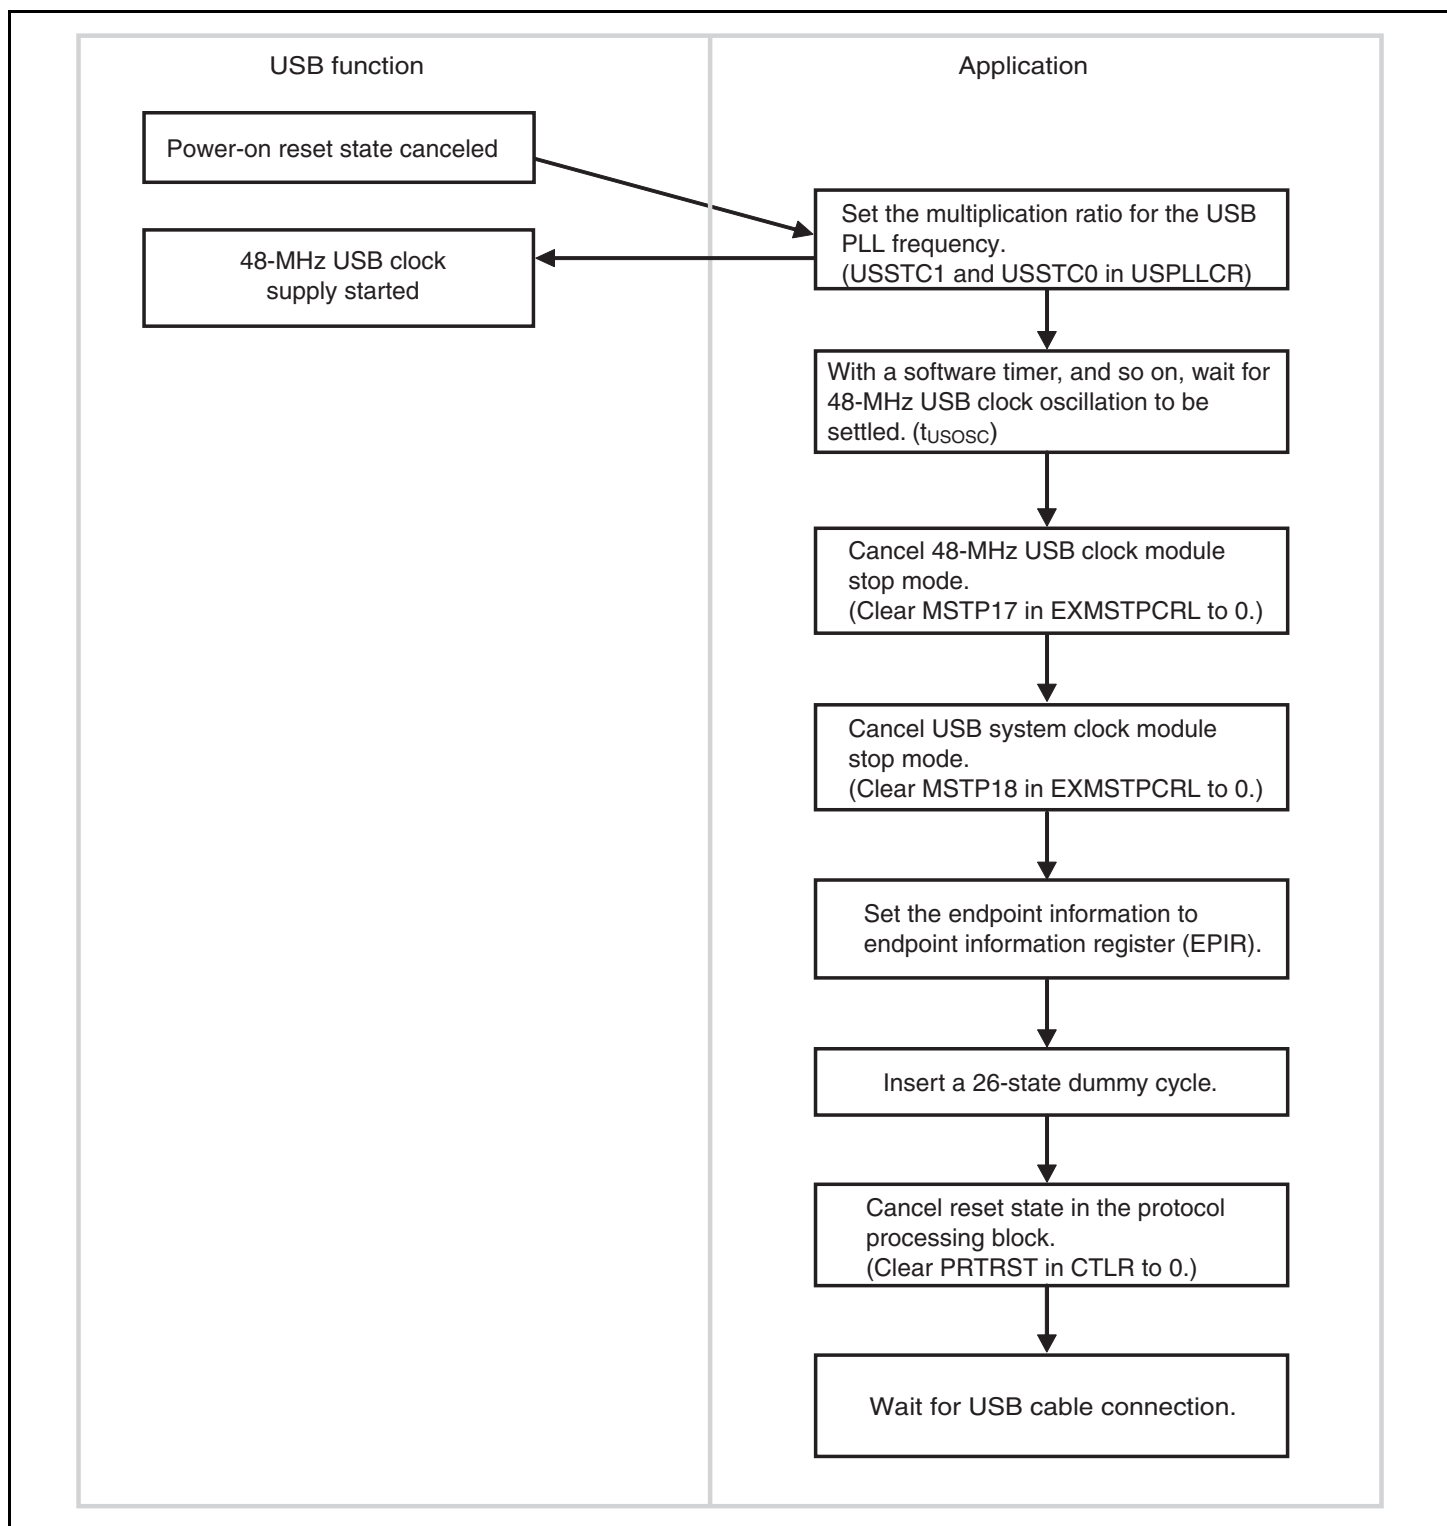 USB function
Application
Power-on reset state canceled
Set the multiplication ratio for the USB
PLL frequency.
(USSTC1 and USSTC0 in USPLLCR)
48-MHz USB clock
supply started
With a software timer, and so on, wait for
48-MHz USB clock oscillation to be
settled. (tUSOSC)
Cancel 48-MHz USB clock module
stop mode.
(Clear MSTP17 in EXMSTPCRL to 0.)
Cancel USB system clock module
stop mode.
(Clear MSTP18 in EXMSTPCRL to 0.)
Set the endpoint information to
endpoint information register (EPIR).
Insert a 26-state dummy cycle.
Cancel reset state in the protocol
processing block.
(Clear PRTRST in CTLR to 0.)
Wait for USB cable connection.